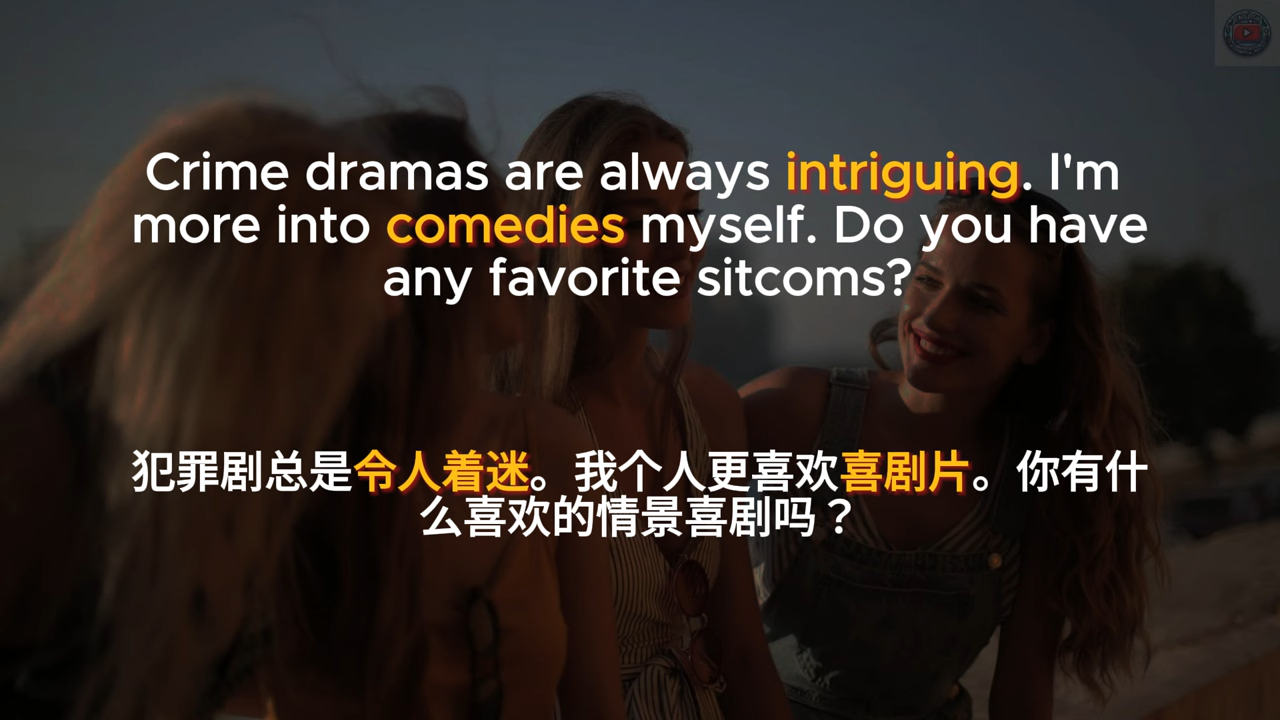 Crime dramas are always intriguing. I'm
more into comedies myself. Do you have
any favorite sitcoms?
犯罪剧总是令人着迷。我个人更喜欢喜剧片。你有什
么喜欢的情景喜剧吗？